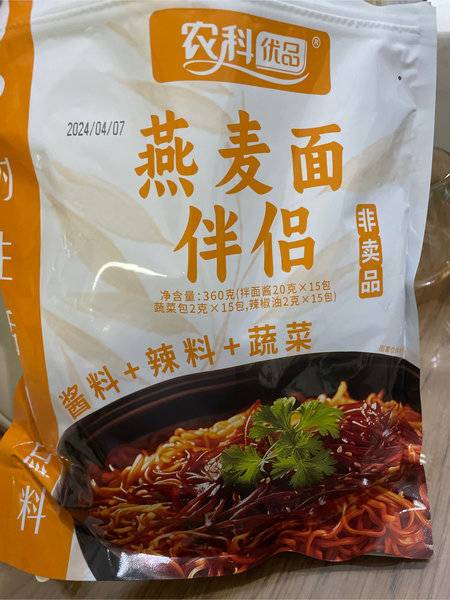 农科优品®
2024/04/07
燕麦面
伴侣
非卖品
净含量:360克(拌面酱20克×15包
蔬菜包2克×15包,辣椒油2克×15包)
酱料+辣料+蔬菜
料